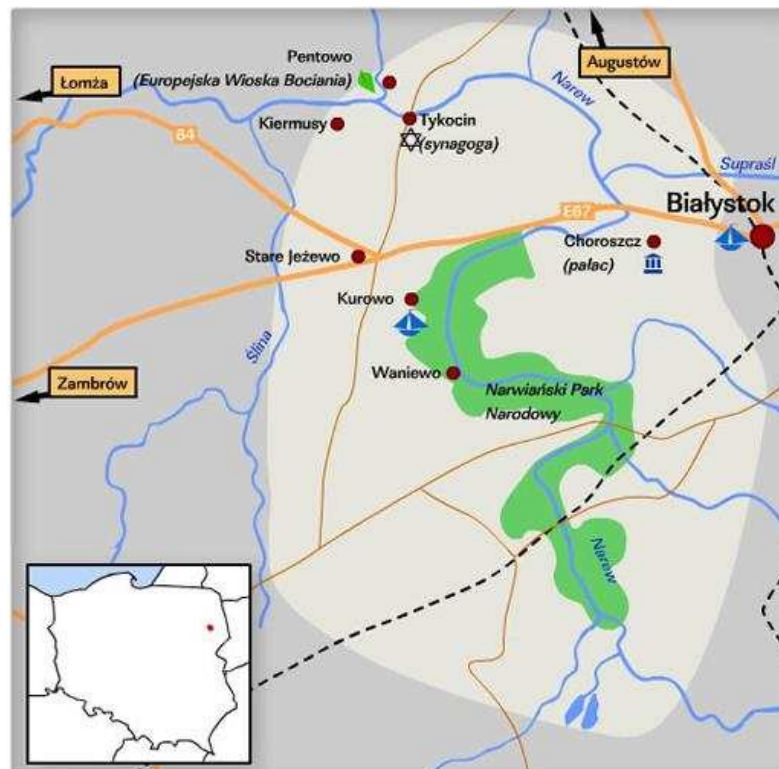 Augustów
Pentowo
(Europejska Wioska Bociania)
Łomża
Narew
Kiermusy
Tykocin
(synagoga)
64
Supraśl
Białystok
E67
Choroszcz
(pałac)
Stare Jeżewo
Kurowo
Ślina
Waniewo
Zambrów
Narwiański Park
Narodowy
Narew